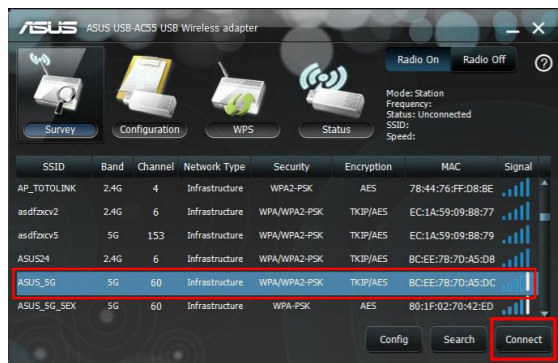 ASUS ASUS USB-AC55 USB Wireless adapter
Radio On Radio Off
Mode: Station
Frequency:
Status: Unconnected
SSID:
Speed:
Survey Configuration WPS Status
SSID Band Channel Network Type Security Encryption MAC Signal
AP_TOTOLINK 2.4G 4 Infrastructure WPA2-PSK AES 78:44:76:FF:D8:BE
asdfzxcv2 2.4G 6 Infrastructure WPA/WPA2-PSK TKIP/AES EC:1A:59:09:B8:77
asdfzxcv5 5G 153 Infrastructure WPA/WPA2-PSK TKIP/AES EC:1A:59:09:B8:79
ASUS24 2.4G 6 Infrastructure WPA/WPA2-PSK TKIP/AES BC:EE:7B:7D:A5:D8
ASUS_5G 5G 60 Infrastructure WPA/WPA2-PSK TKIP/AES BC:EE:7B:7D:A5:DC
ASUS_5G_5EX 5G 60 Infrastructure WPA-PSK AES 80:1F:02:70:42:ED
Config Search Connect